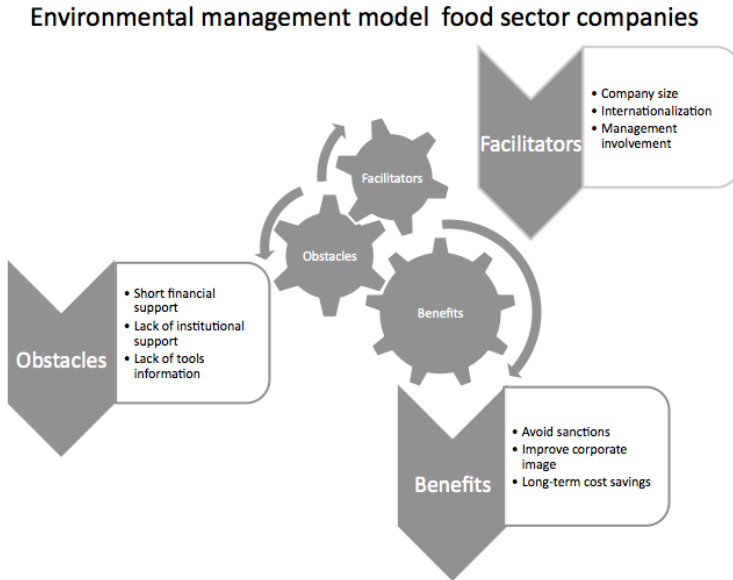 Environmental management model  food sector companies
Facilitators
• Company size
• Internationalization
• Management
involvement
Facilitators
Obstacles
Benefits
Obstacles
• Short financial
support
• Lack of institutional
support
• Lack of tools
information
Benefits
• Avoid sanctions
• Improve corporate
image
• Long-term cost savings